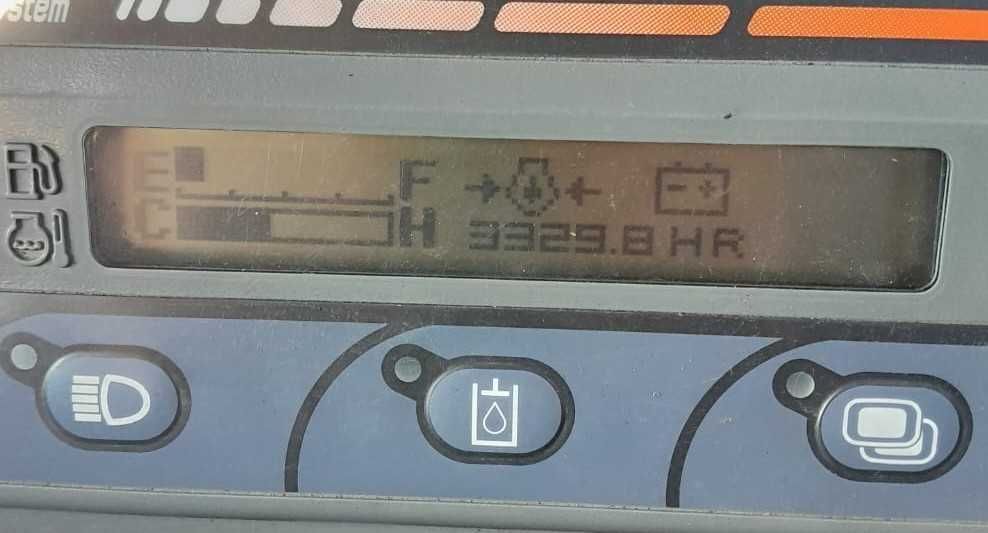 stem
E F
C H 3329.8 HR